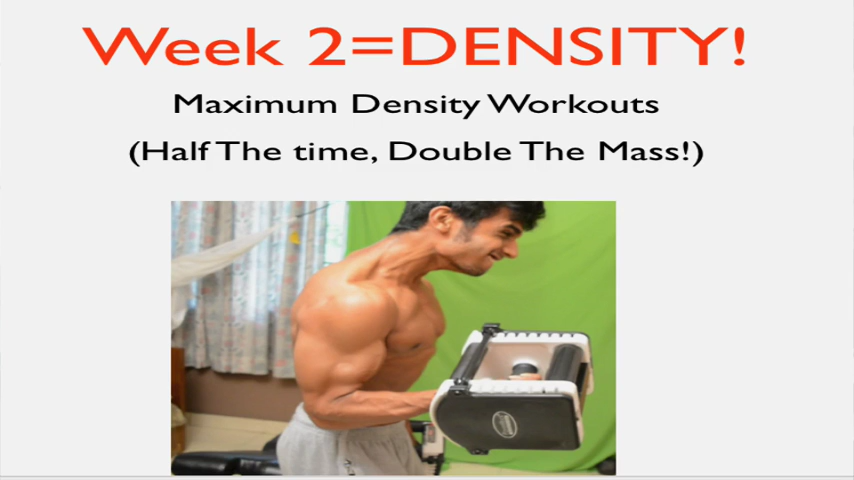 Week 2=DENSITY!
Maximum Density Workouts
(Half The time, Double The Mass!)